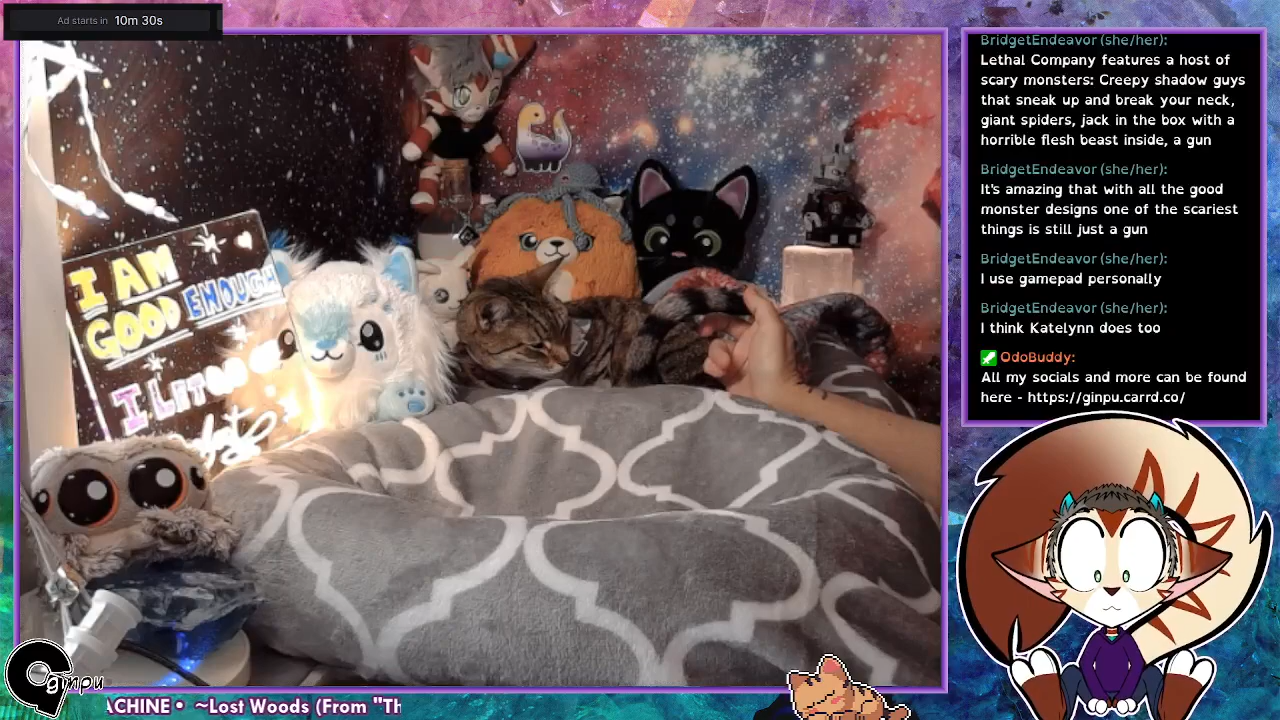 Ad starts in 10m 30s
BridgetEndeavor (she/her):
Lethal Company features a host of
scary monsters: Creepy shadow guys
that sneak up and break your neck,
giant spiders, jack in the box with a
horrible flesh beast inside, a gun
BridgetEndeavor (she/her):
It's amazing that with all the good
monster designs one of the scariest
things is still just a gun
BridgetEndeavor (she/her):
I use gamepad personally
BridgetEndeavor (she/her):
I think Katelynn does too
OdoBuddy:
All my socials and more can be found
here - https://ginpu.carrd.co/
I AM
GOOD ENOUGH
ginpu
ACHINE • ~Lost Woods (From "Th